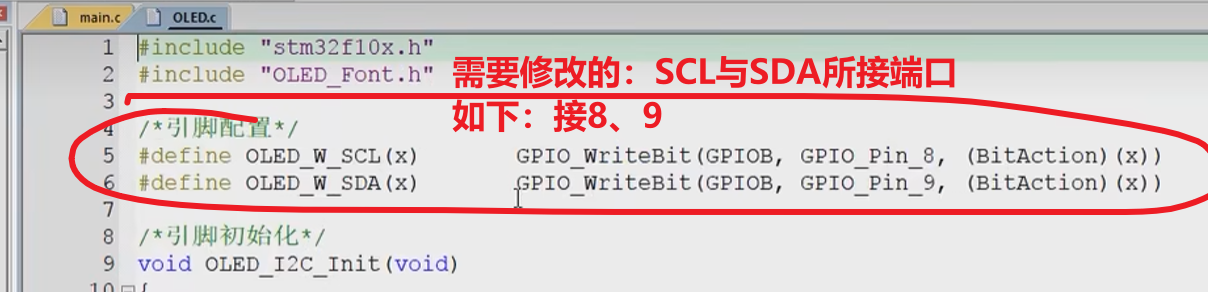 main.c
OLED.c
1 #include "stm32f10x.h"
2 #include "OLED_Font.h"
需要修改的：SCL与SDA所接端口
如下：接8、9
3
4 /*引脚配置*/
5 #define OLED_W_SCL(x) GPIO_WriteBit(GPIOB, GPIO_Pin_8, (BitAction)(x))
6 #define OLED_W_SDA(x) GPIO_WriteBit(GPIOB, GPIO_Pin_9, (BitAction)(x))
7
8 /*引脚初始化*/
9 void OLED_I2C_Init(void)
10 {